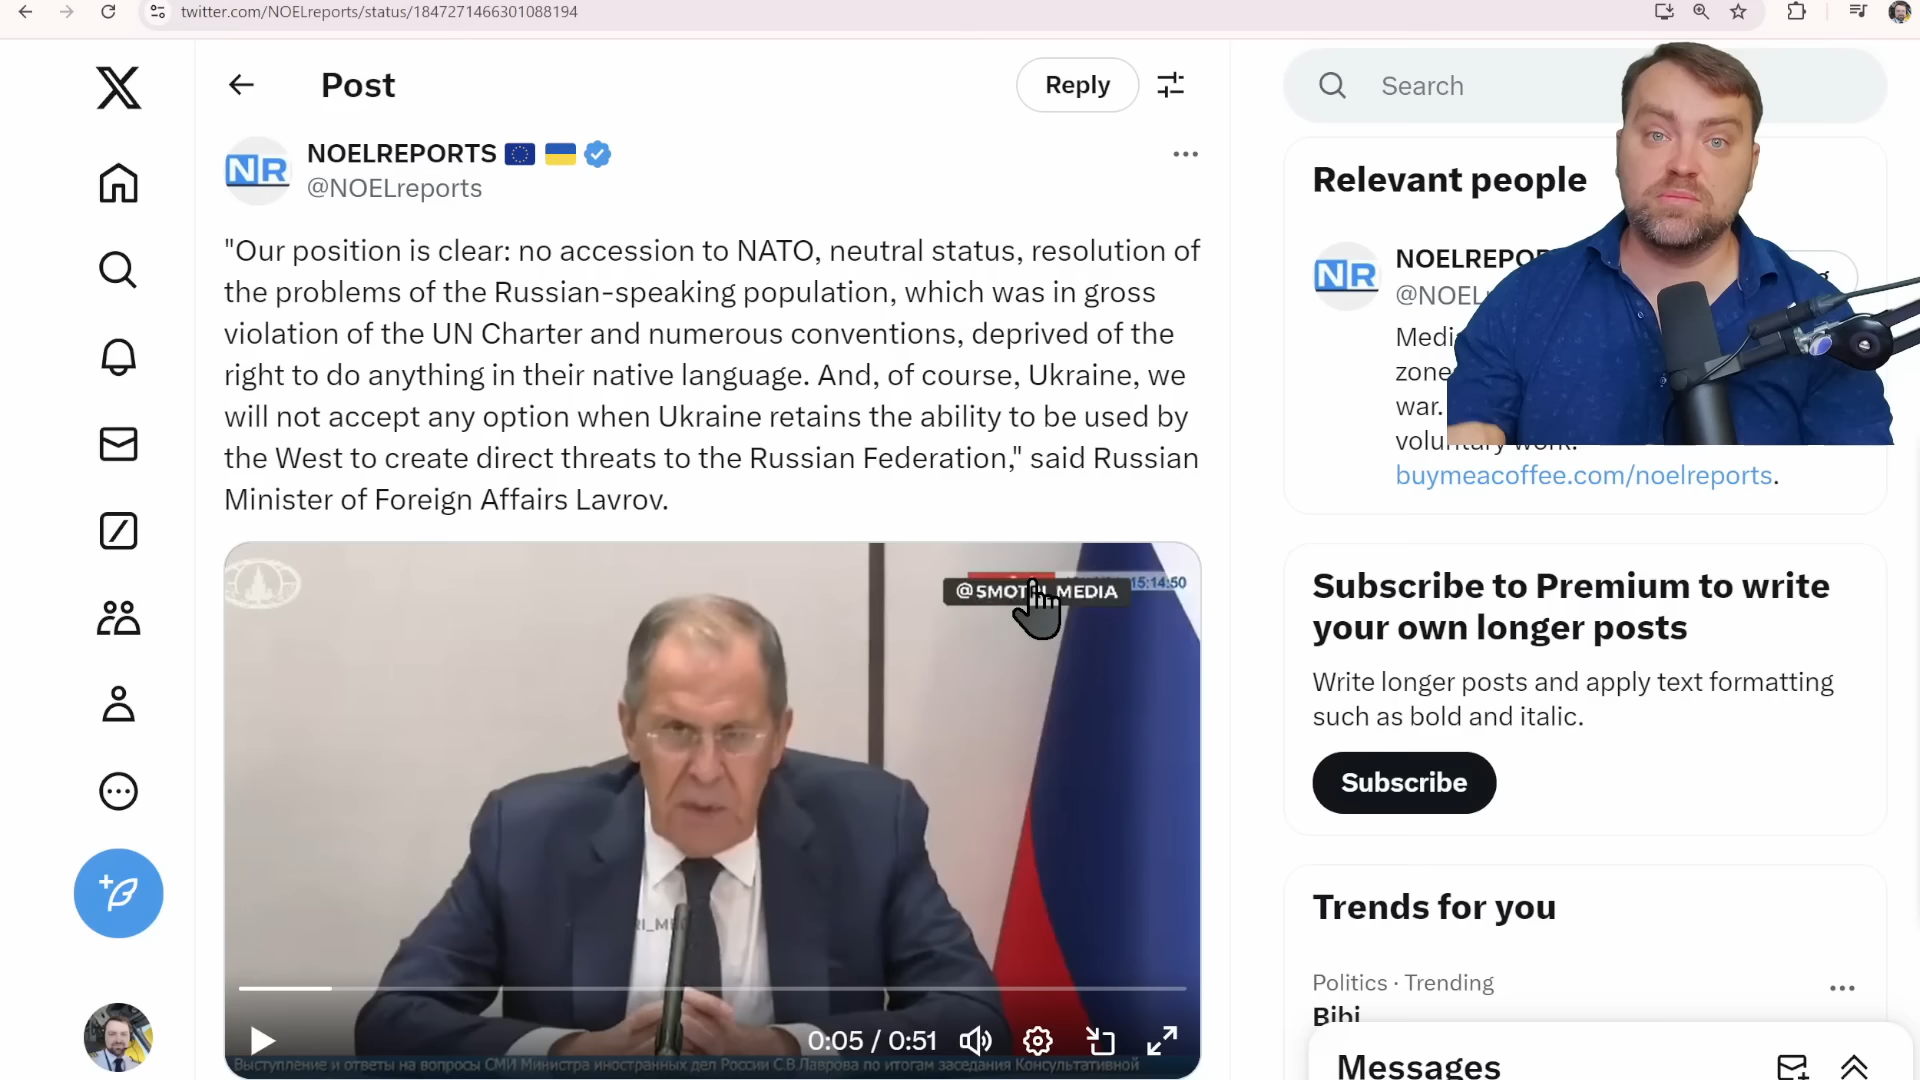 twitter.com/NOELreports/status/1847271466301088194
Post
Reply
Search
NR
NOELREPORTS
@NOELreports
"Our position is clear: no accession to NATO, neutral status, resolution of
the problems of the Russian-speaking population, which was in gross
violation of the UN Charter and numerous conventions, deprived of the
right to do anything in their native language. And, of course, Ukraine, we
will not accept any option when Ukraine retains the ability to be used by
the West to create direct threats to the Russian Federation," said Russian
Minister of Foreign Affairs Lavrov.
15:14:50
MEDIA
0:05 / 0:51
Выступление и ответы на вопросы СМИ Министра иностранных дел России С.В.Лаврова по итогам заседания Консультативной
Relevant people
NR
NOELREPO
@NOEL
zone
war.
work.
buymeacoffee.com/noelreports.
Subscribe to Premium to write
your own longer posts
Write longer posts and apply text formatting
such as bold and italic.
Subscribe
Trends for you
Politics · Trending
Bibi
Messages